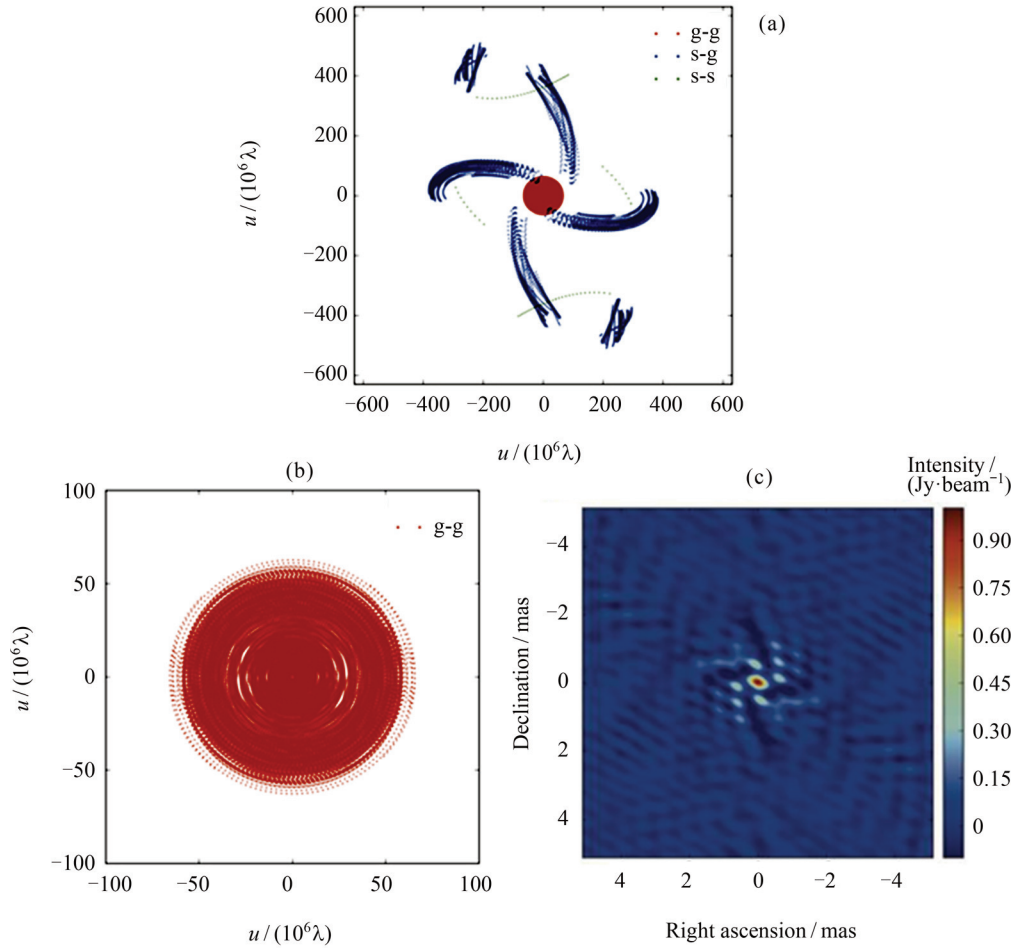 (a)
g-g
s-g
s-s
600
400
200
0
−200
−400
−600
u / (10⁶λ)
−600 −400 −200 0 200 400 600
u / (10⁶λ)
(b)
g-g
100
50
0
−50
−100
u / (10⁶λ)
−100 −50 0 50 100
u / (10⁶λ)
(c)
Intensity /
(Jy·beam⁻¹)
−4
−2
0
2
4
Declination / mas
4 2 0 −2 −4
Right ascension / mas
0.90
0.75
0.60
0.45
0.30
0.15
0